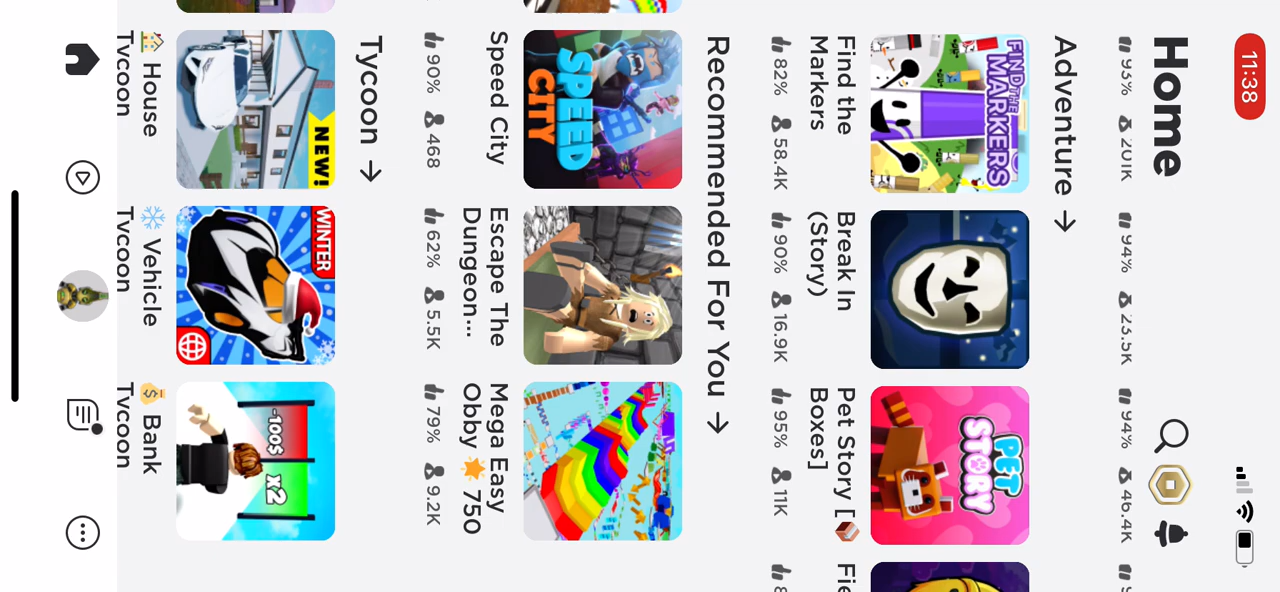 11:38
Home
93% 201K
94% 23.5K
94% 46.4K
Adventure →
FIND THE MARKERS
PET STORY
Find the Markers
Break In (Story)
Pet Story [📦 Boxes]
82% 58.4K
90% 16.9K
95% 11K
Recommended For You →
SPEED CITY
Speed City
Escape The Dungeon...
Mega Easy Obby 🌟 750
90% 468
62% 5.5K
79% 9.2K
Tycoon →
NEW!
WINTER
-100$ X2
🏡 House Tycoon
❄️ Vehicle Tycoon
💰 Bank Tycoon